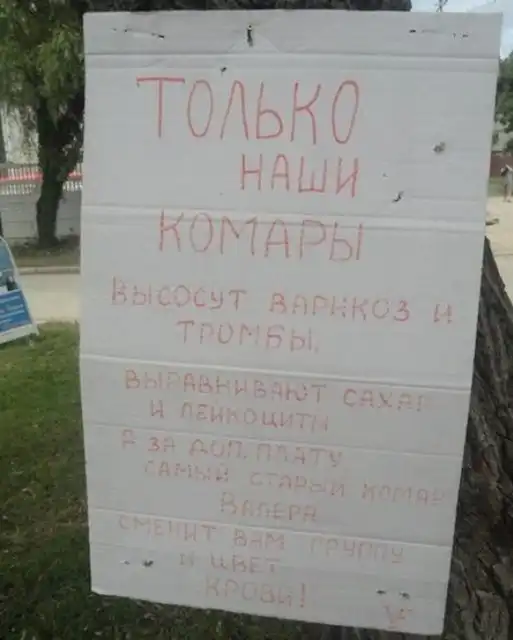 ТОЛЬКО
НАШИ
КОМАРЫ
ВЫСОСУТ ВАРИКОЗ И
ТРОМБЫ,
ВЫРАВНИВАЮТ САХАР
И ЛЕЙКОЦИТЫ
А ЗА ДОП. ПЛАТУ
САМЫЙ СТАРЫЙ КОМАР
ВАЛЕРА
СМЕНИТ ВАМ ГРУППУ
И ЦВЕТ
КРОВИ!